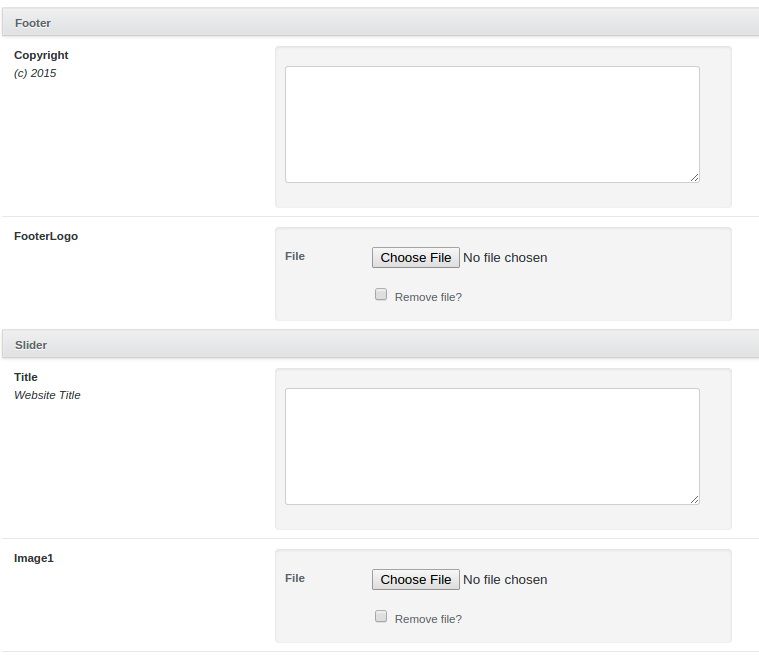 Footer
Copyright
(c) 2015
FooterLogo
File Choose File No file chosen
Remove file?
Slider
Title
Website Title
Image1
File Choose File No file chosen
Remove file?